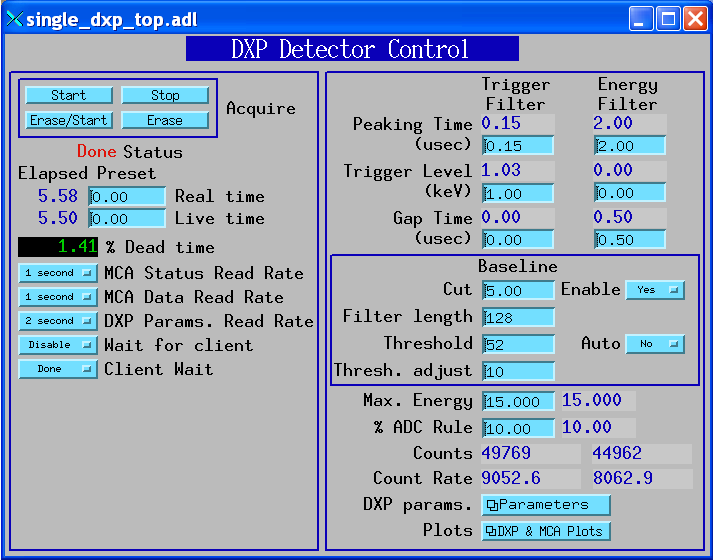 single_dxp_top.adl
DXP Detector Control
Start Stop
Erase/Start Erase
Acquire
Done Status
Elapsed Preset
5.58 0.00 Real time
5.50 0.00 Live time
1.41 % Dead time
1 second MCA Status Read Rate
1 second MCA Data Read Rate
2 second DXP Params. Read Rate
Disable Wait for client
Done Client Wait
Trigger Energy
Filter Filter
Peaking Time 0.15 2.00
(usec) 0.15 2.00
Trigger Level 1.03 0.00
(keV) 1.00 0.00
Gap Time 0.00 0.50
(usec) 0.00 0.50
Baseline
Cut 5.00 Enable Yes
Filter length 128
Threshold 52 Auto No
Thresh. adjust 10
Max. Energy 15.000 15.000
% ADC Rule 10.00 10.00
Counts 49769 44962
Count Rate 9052.6 8062.9
DXP params. Parameters
Plots DXP & MCA Plots